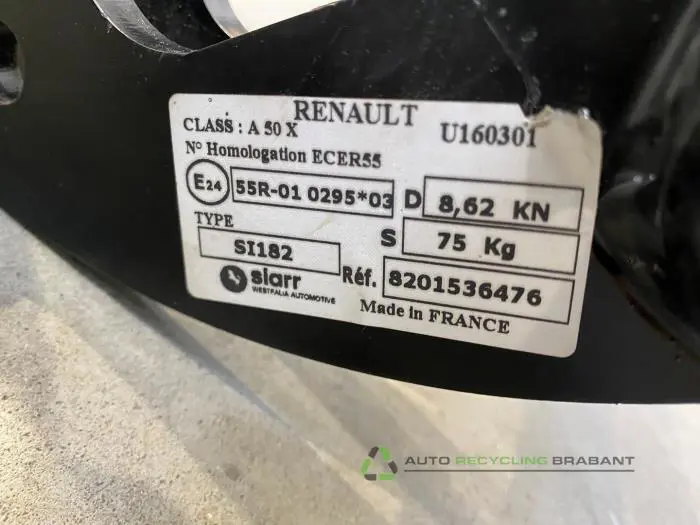 RENAULT
CLASS : A 50 X U160301
N° Homologation ECER55
E24 55R-01 0295*03 D 8,62 KN
TYPE S 75 Kg
SI182
siarr Réf. 8201536476
WESTFALIA AUTOMOTIVE
Made in FRANCE
AUTO RECYCLING BRABANT